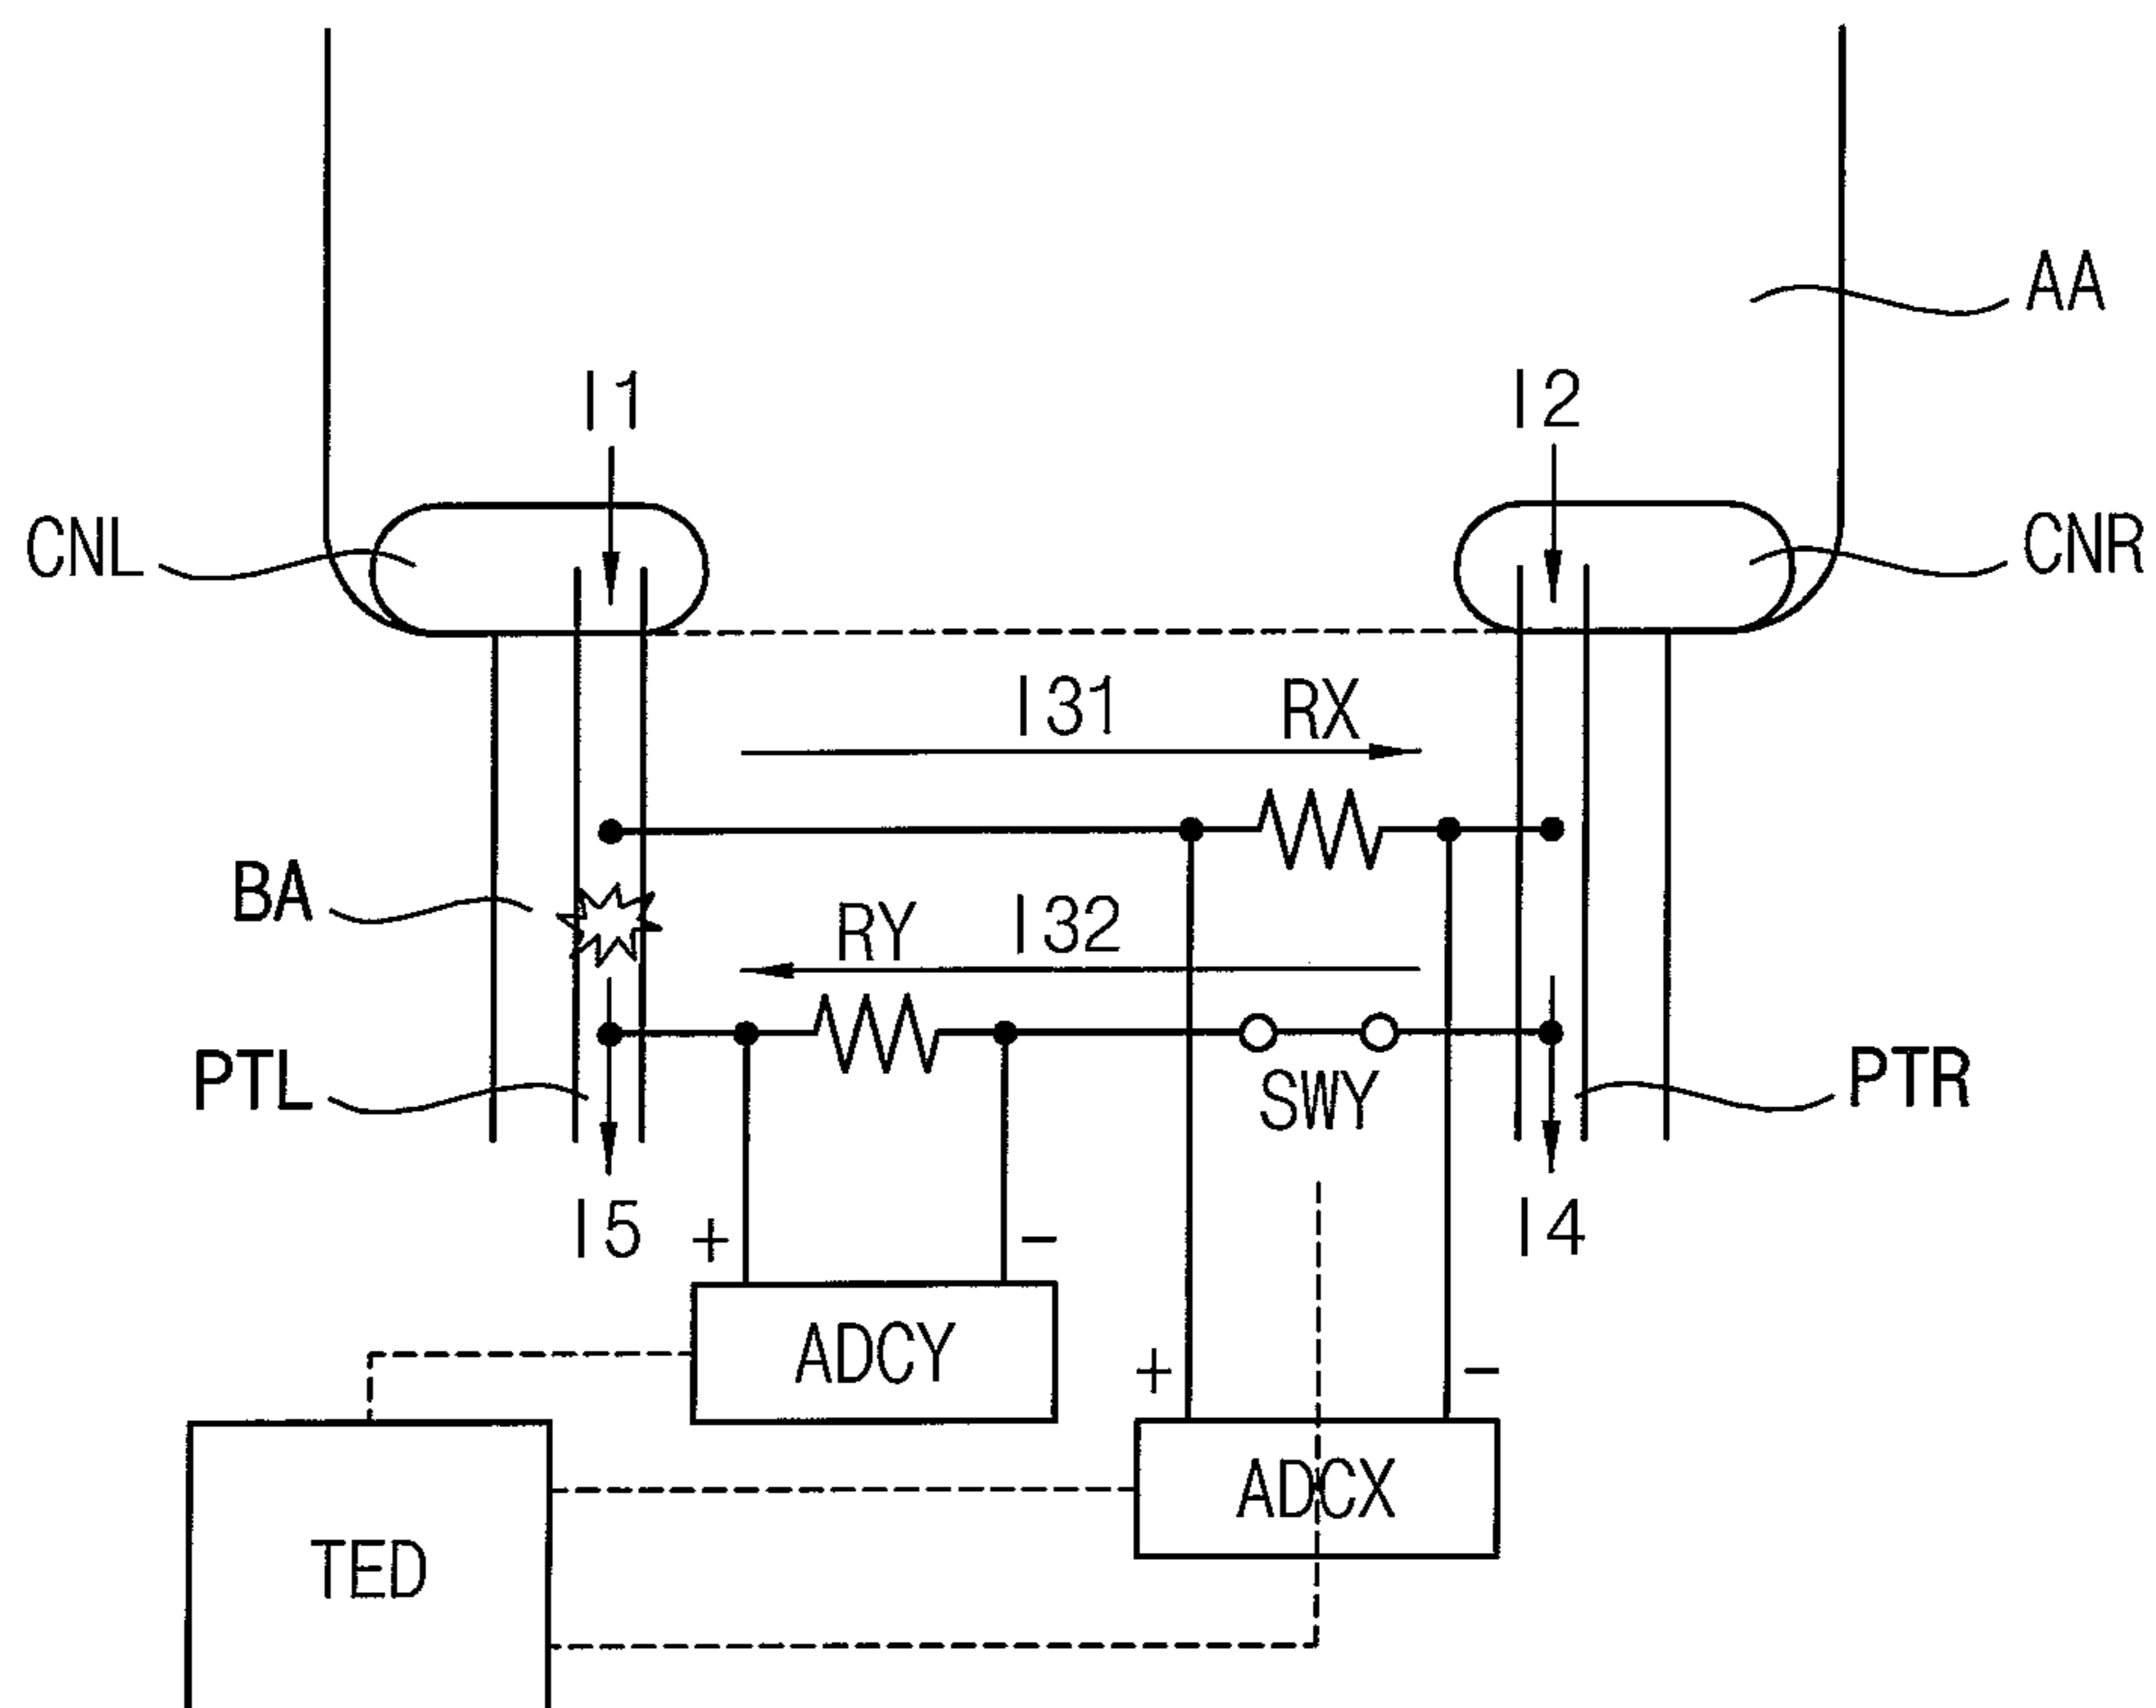 AA
I1
I2
CNL
CNR
I31
RX
BA
RY
I32
PTL
SWY
PTR
I5
+
-
I4
ADCY
+
-
ADCX
TED